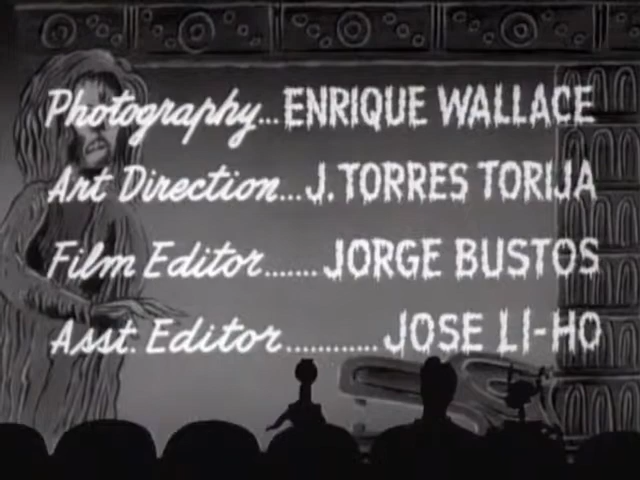 Photography...ENRIQUE WALLACE
Art Direction...J. TORRES TORIJA
Film Editor.......JORGE BUSTOS
Asst. Editor............JOSE LI-HO